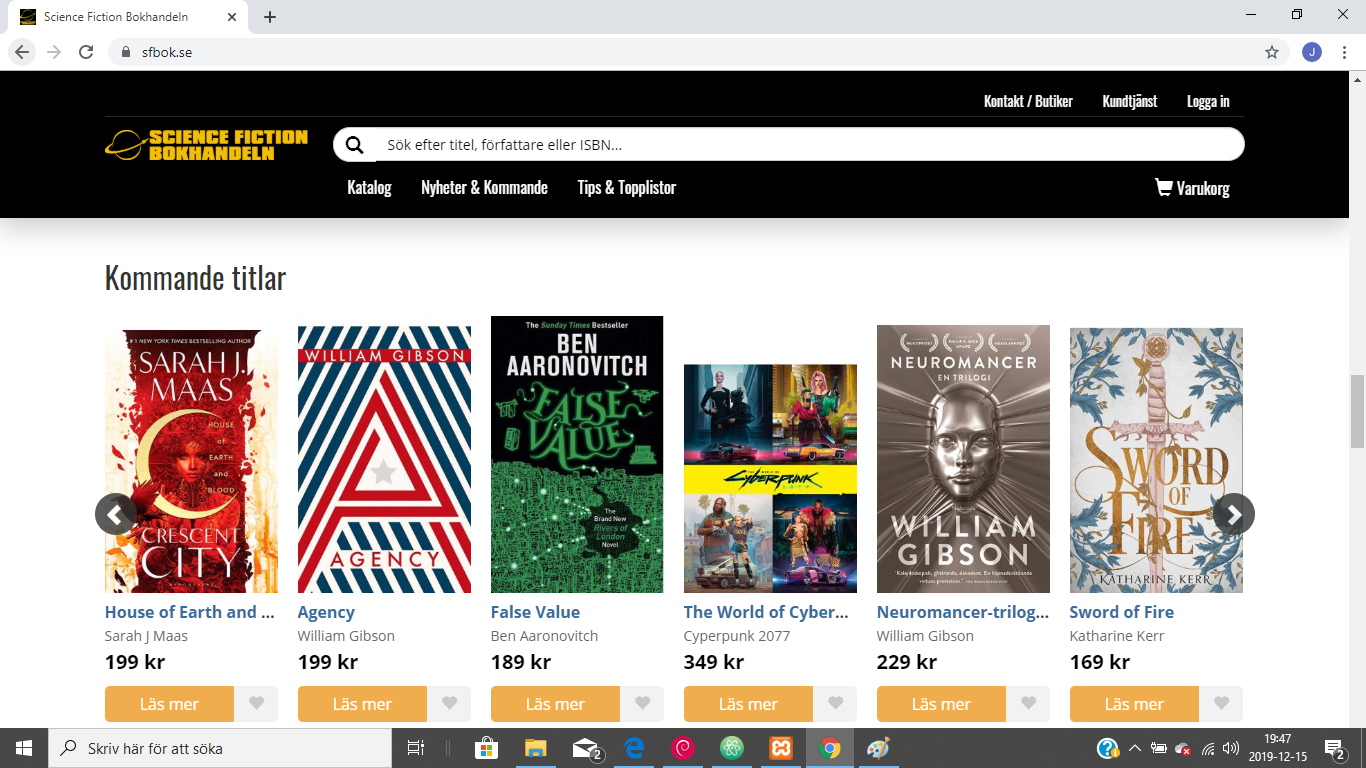 Science Fiction Bokhandeln
sfbok.se
J
Kontakt / Butiker Kundtjänst Logga in
SCIENCE FICTION
BOKHANDELN
Sök efter titel, författare eller ISBN...
Katalog Nyheter & Kommande Tips & Topplistor Varukorg
Kommande titlar
#1 NEW YORK TIMES BESTSELLING AUTHOR
SARAH J.
MAAS
HOUSE
of
EARTH
and
BLOOD
CRESCENT
CITY
BLOOMSBURY
WILLIAM GIBSON
AGENCY
The Sunday Times Bestseller
BEN
AARONOVITCH
FALSE
VALUE
The
Brand New
Rivers of
London
Novel
THE WORLD OF
Cyberpunk
2077
NEUROMANCER
EN TRILOGI
WILLIAM
GIBSON
SWORD
OF
FIRE
KATHARINE KERR
House of Earth and ...
Sarah J Maas
199 kr
Läs mer
Agency
William Gibson
199 kr
Läs mer
False Value
Ben Aaronovitch
189 kr
Läs mer
The World of Cyber...
Cyperpunk 2077
349 kr
Läs mer
Neuromancer-trilog...
William Gibson
229 kr
Läs mer
Sword of Fire
Katharine Kerr
169 kr
Läs mer
Skriv här för att söka
2
19:47
2019-12-15
2